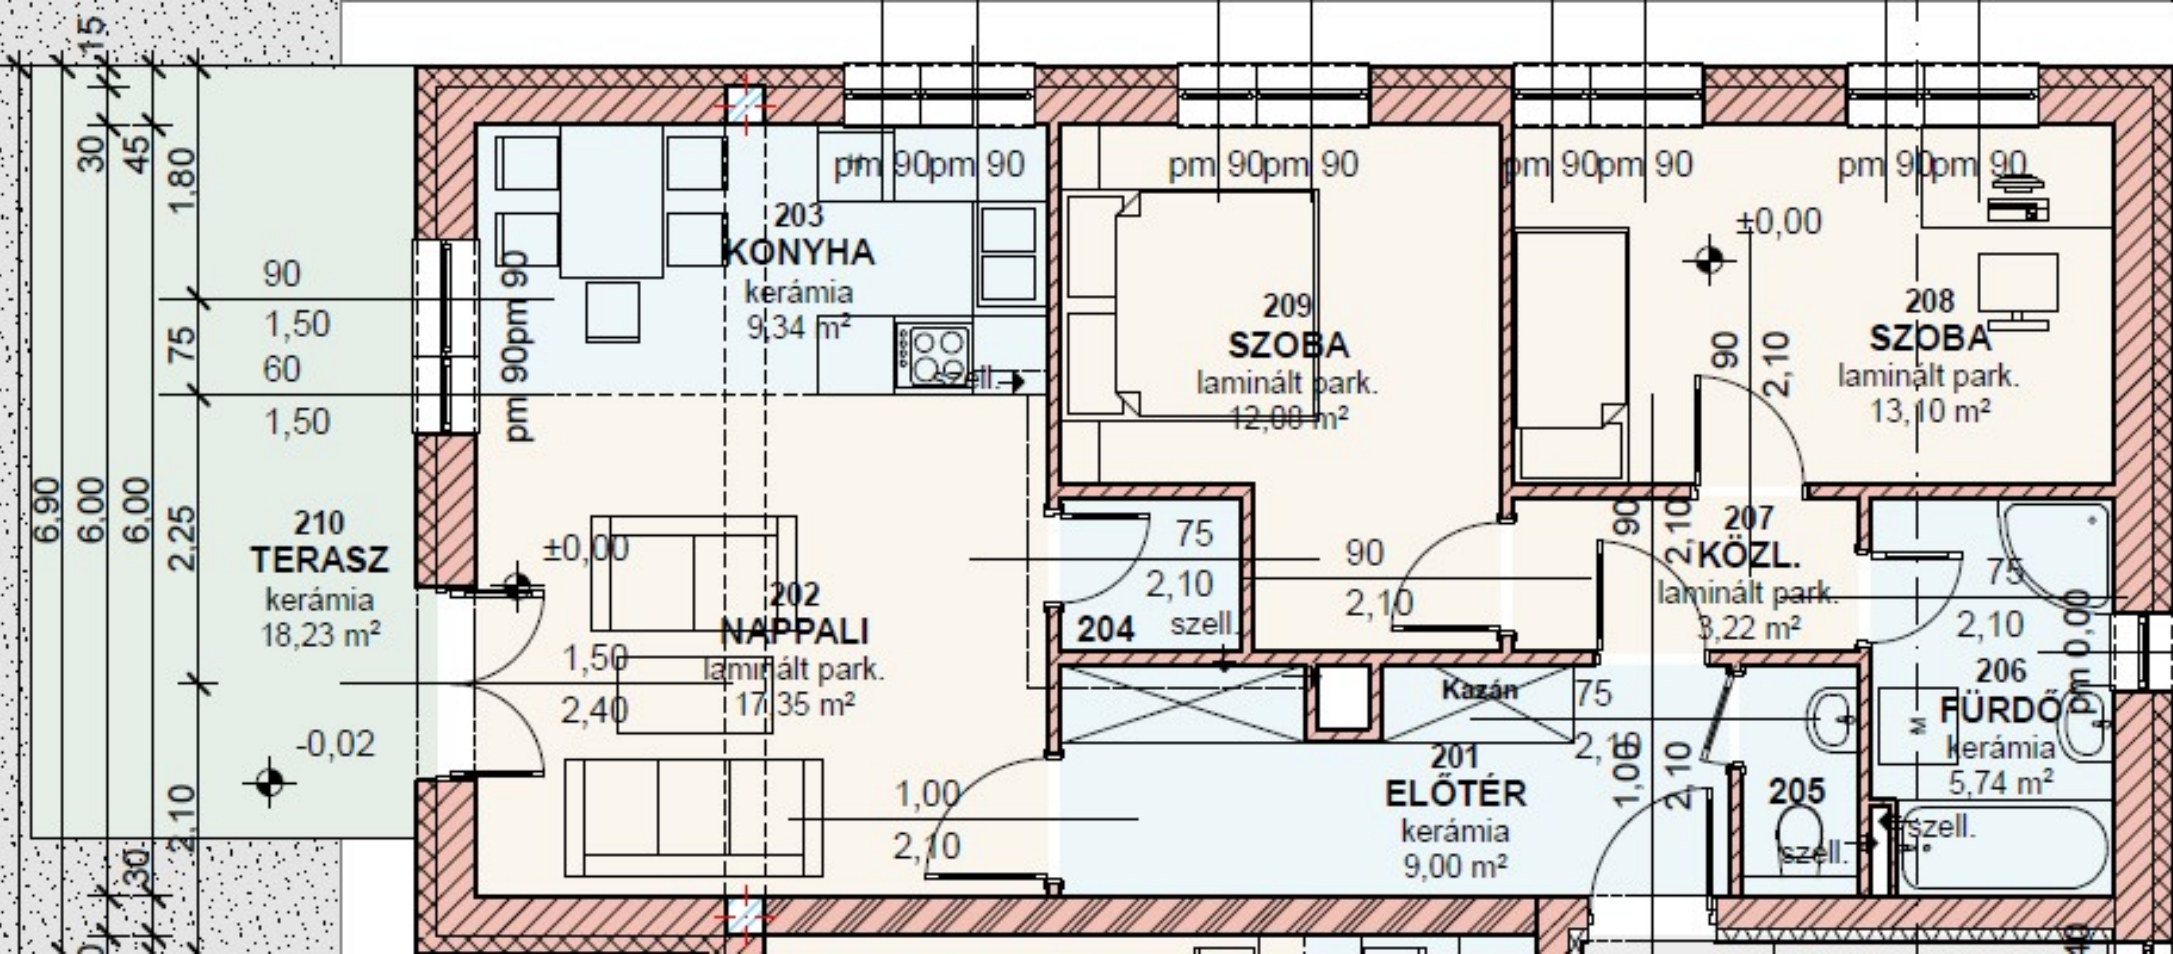 15
30
45
1,80
75
2,25
2,10
30
6,90
6,00
6,00
90
1,50
60
1,50
pm 90pm 90
210
TERASZ
kerámia
18,23 m²
-0,02
203
KONYHA
kerámia
9,34 m²
szell.
pm 90pm 90
±0,00
202
NAPPALI
laminált park.
17,35 m²
1,50
2,40
1,00
2,10
pm 90pm 90
209
SZOBA
laminált park.
12,08 m²
75
2,10
204
szell.
90
2,10
pm 90pm 90
pm 90pm 90
±0,00
208
SZOBA
laminált park.
13,10 m²
90
2,10
90
2,10
207
KÖZL.
laminált park.
3,22 m²
75
2,10
pm 0,00
206
FÜRDŐ
kerámia
5,74 m²
M
szell.
Kazán
75
2,10
201
ELŐTÉR
kerámia
9,00 m²
1,00
2,10
205
szell.